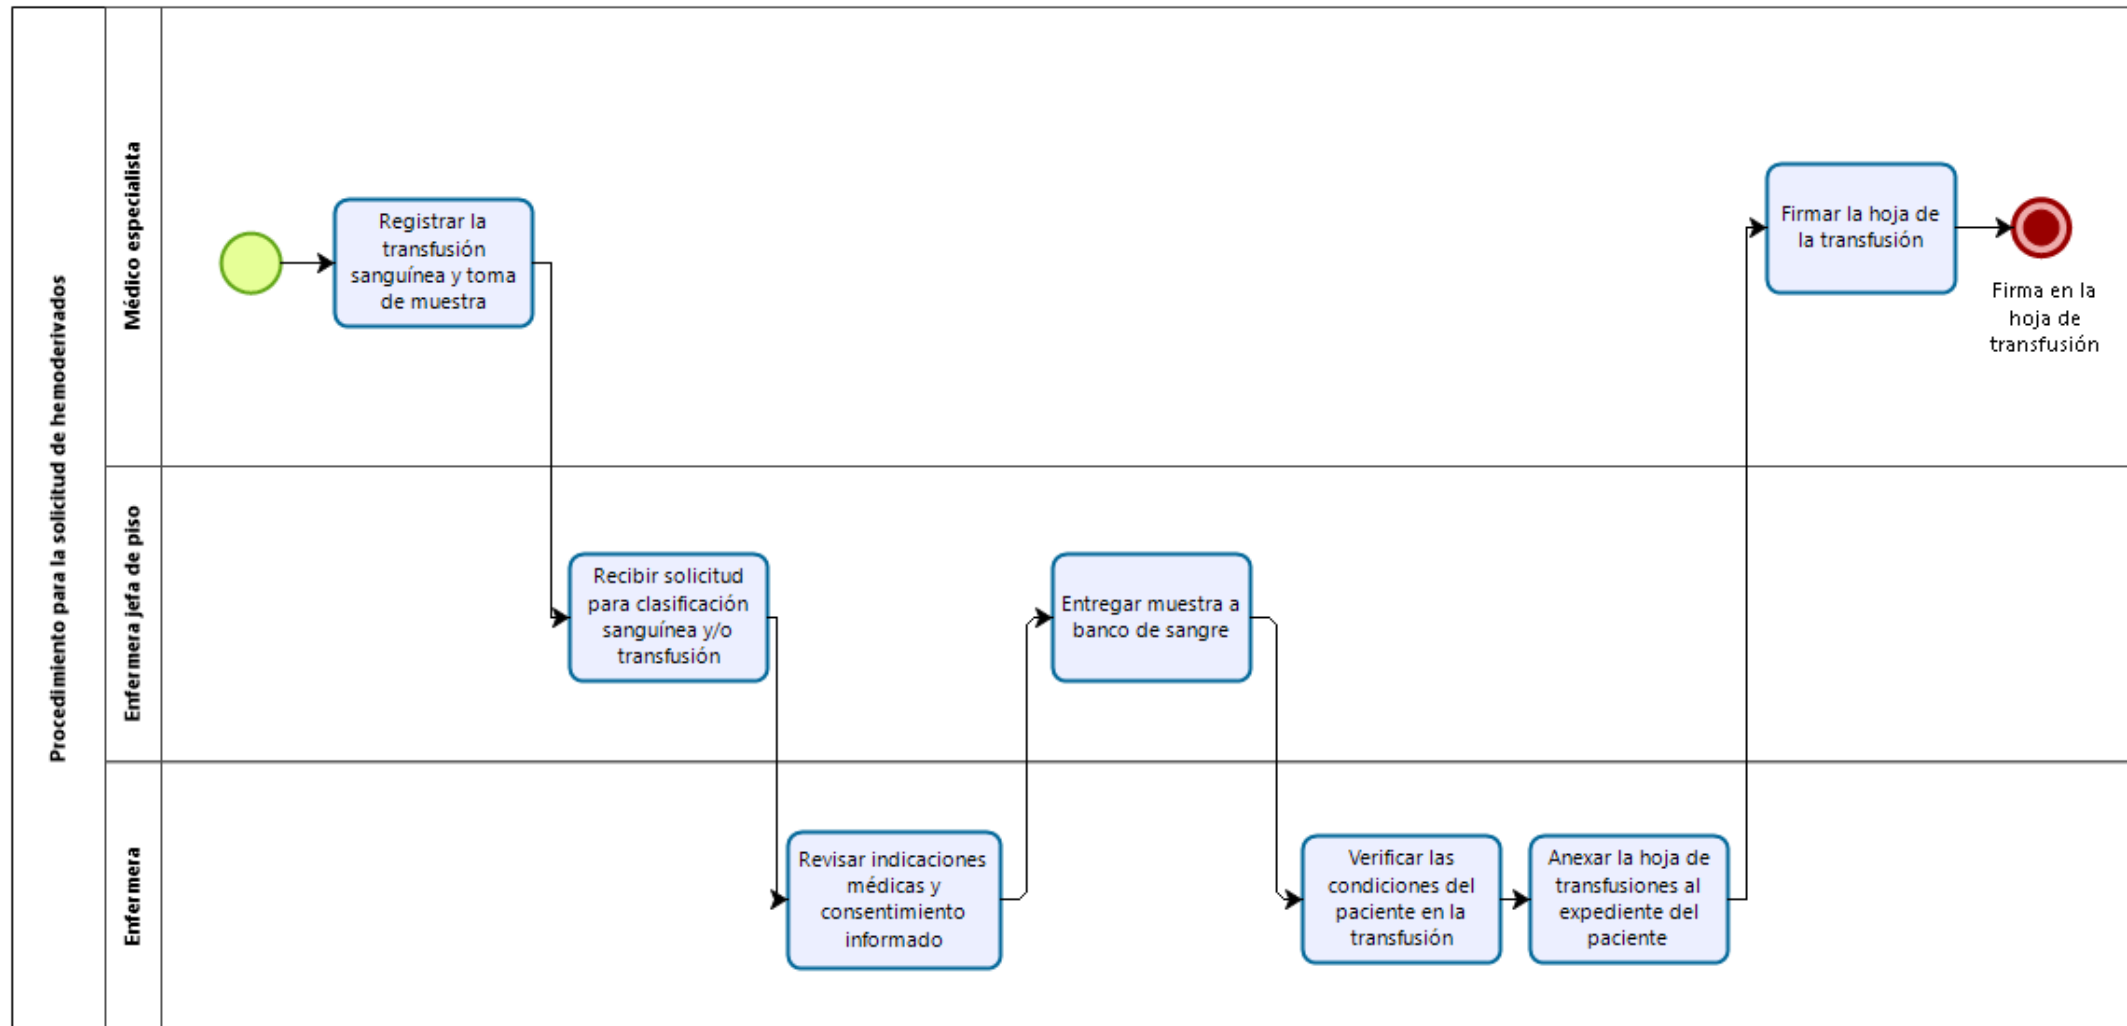 Procedimiento para la solicitud de hemoderivados
Médico especialista
Registrar la
transfusión
sanguínea y toma
de muestra
Firmar la hoja de
la transfusión
Firma en la
hoja de
transfusión
Enfermera jefa de piso
Recibir solicitud
para clasificación
sanguínea y/o
transfusión
Entregar muestra a
banco de sangre
Enfermera
Revisar indicaciones
médicas y
consentimiento
informado
Verificar las
condiciones del
paciente en la
transfusión
Anexar la hoja de
transfusiones al
expediente del
paciente